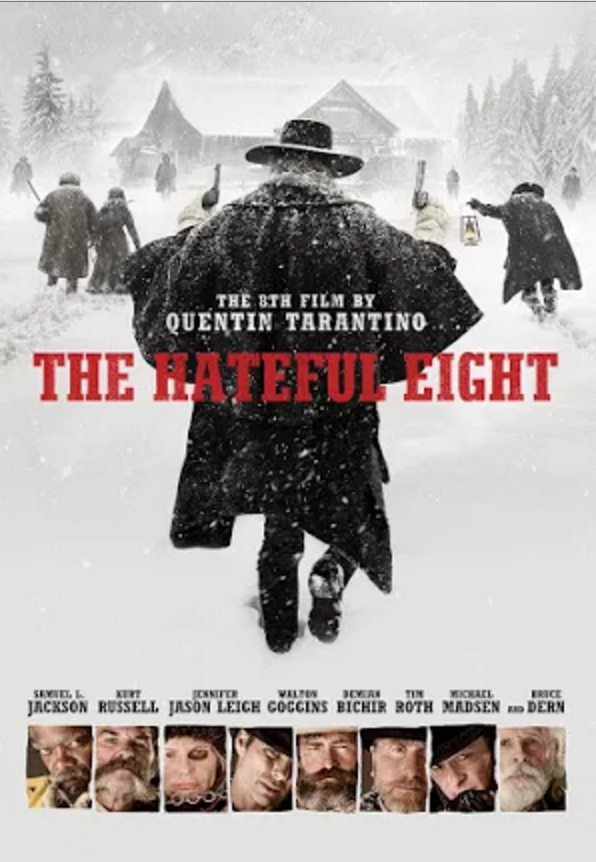 THE 8TH FILM BY
QUENTIN TARANTINO
THE HATEFUL EIGHT
SAMUEL L. JACKSON
KURT RUSSELL
JENNIFER JASON LEIGH
WALTON GOGGINS
DEMIAN BICHIR
TIM ROTH
MICHAEL MADSEN
AND BRUCE DERN